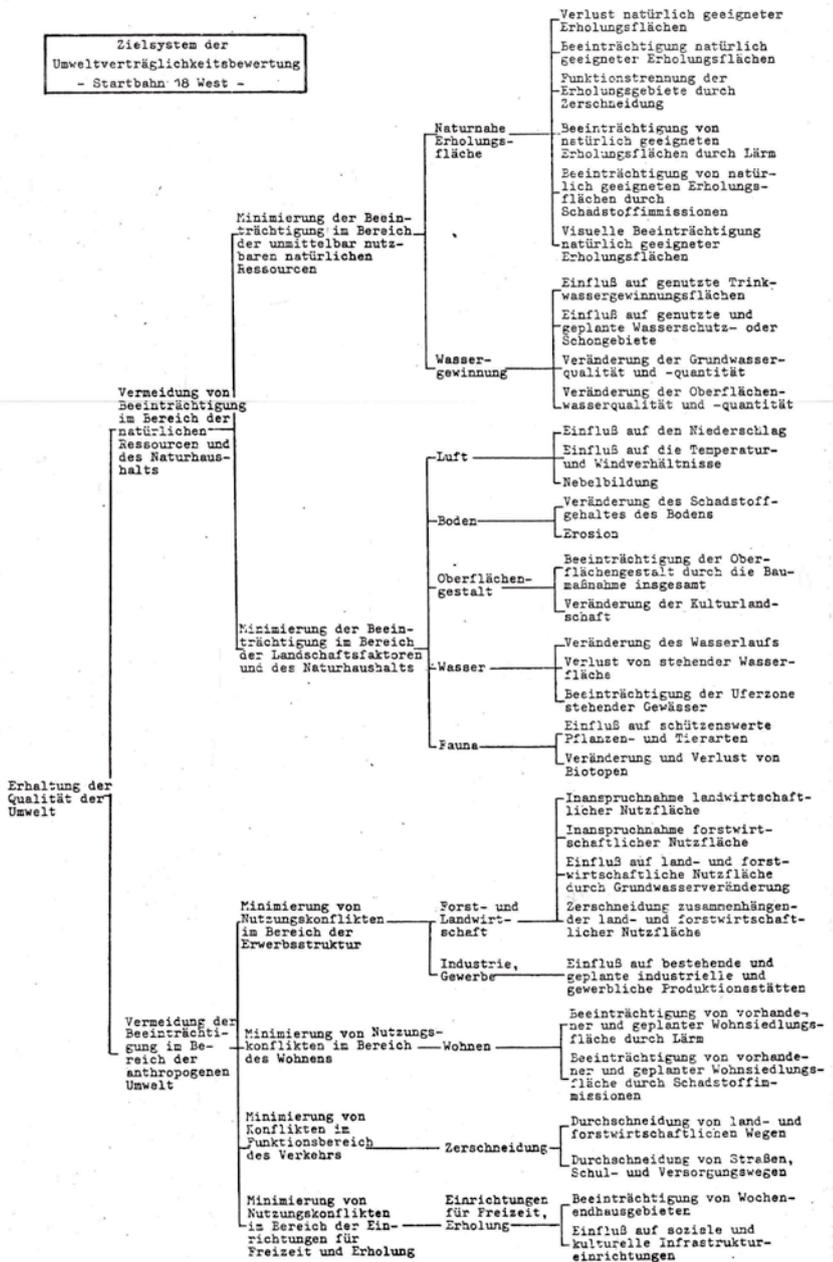 Zielsystem der
Umweltverträglichkeitsbewertung
- Startbahn 18 West -
Erhaltung der
Qualität der
Umwelt
Vermeidung von
Beeinträchtigung
im Bereich der
natürlichen
Ressourcen und
des Naturhaus-
halts
Minimierung der Beein-
trächtigung im Bereich
der unmittelbar nutz-
baren natürlichen
Ressourcen
Naturnahe
Erholungs-
fläche
Verlust natürlich geeigneter
Erholungsflächen
Beeinträchtigung natürlich
geeigneter Erholungsflächen
Funktionstrennung der
Erholungsgebiete durch
Zerschneidung
Beeinträchtigung von
natürlich geeigneten
Erholungsflächen durch Lärm
Beeinträchtigung von natür-
lich geeigneten Erholungs-
flächen durch
Schadstoffimmissionen
Visuelle Beeinträchtigung
natürlich geeigneter
Erholungsflächen
Wasser-
gewinnung
Einfluß auf genutzte Trink-
wassergewinnungsflächen
Einfluß auf genutzte und
geplante Wasserschutz- oder
Schongebiete
Veränderung der Grundwasser-
qualität und -quantität
Veränderung der Oberflächen-
wasserqualität und -quantität
Minimierung der Beein-
trächtigung im Bereich
der Landschaftsfaktoren
und des Naturhaushalts
Luft
Einfluß auf den Niederschlag
Einfluß auf die Temperatur-
und Windverhältnisse
Nebelbildung
Boden
Veränderung des Schadstoff-
gehaltes des Bodens
Erosion
Oberflächen-
gestalt
Beeinträchtigung der Ober-
flächengestalt durch die Bau-
maßnahme insgesamt
Veränderung der Kulturland-
schaft
Wasser
Veränderung des Wasserlaufs
Verlust von stehender Wasser-
fläche
Beeinträchtigung der Uferzone
stehender Gewässer
Fauna
Einfluß auf schützenswerte
Pflanzen- und Tierarten
Veränderung und Verlust von
Biotopen
Vermeidung der
Beeinträchti-
gung im Be-
reich der
anthropogenen
Umwelt
Minimierung von
Nutzungskonflikten
im Bereich der
Erwerbsstruktur
Forst- und
Landwirt-
schaft
Inanspruchnahme landwirtschaft-
licher Nutzfläche
Inanspruchnahme forstwirt-
schaftlicher Nutzfläche
Einfluß auf land- und forst-
wirtschaftliche Nutzfläche
durch Grundwasserveränderung
Zerschneidung zusammenhängen-
der land- und forstwirtschaft-
licher Nutzfläche
Industrie,
Gewerbe
Einfluß auf bestehende und
geplante industrielle und
gewerbliche Produktionsstätten
Minimierung von Nutzungs-
konflikten im Bereich
des Wohnens
Wohnen
Beeinträchtigung von vorhande-
ner und geplanter Wohnsiedlungs-
fläche durch Lärm
Beeinträchtigung von vorhande-
ner und geplanter Wohnsiedlungs-
fläche durch Schadstoffim-
missionen
Minimierung von
Konflikten im
Funktionsbereich
des Verkehrs
Zerschneidung
Durchschneidung von land- und
forstwirtschaftlichen Wegen
Durchschneidung von Straßen,
Schul- und Versorgungswegen
Minimierung von
Nutzungskonflikten
im Bereich der Ein-
richtungen für
Freizeit und Erholung
Einrichtungen
für Freizeit,
Erholung
Beeinträchtigung von Wochen-
endhausgebieten
Einfluß auf soziale und
kulturelle Infrastruktur-
einrichtungen